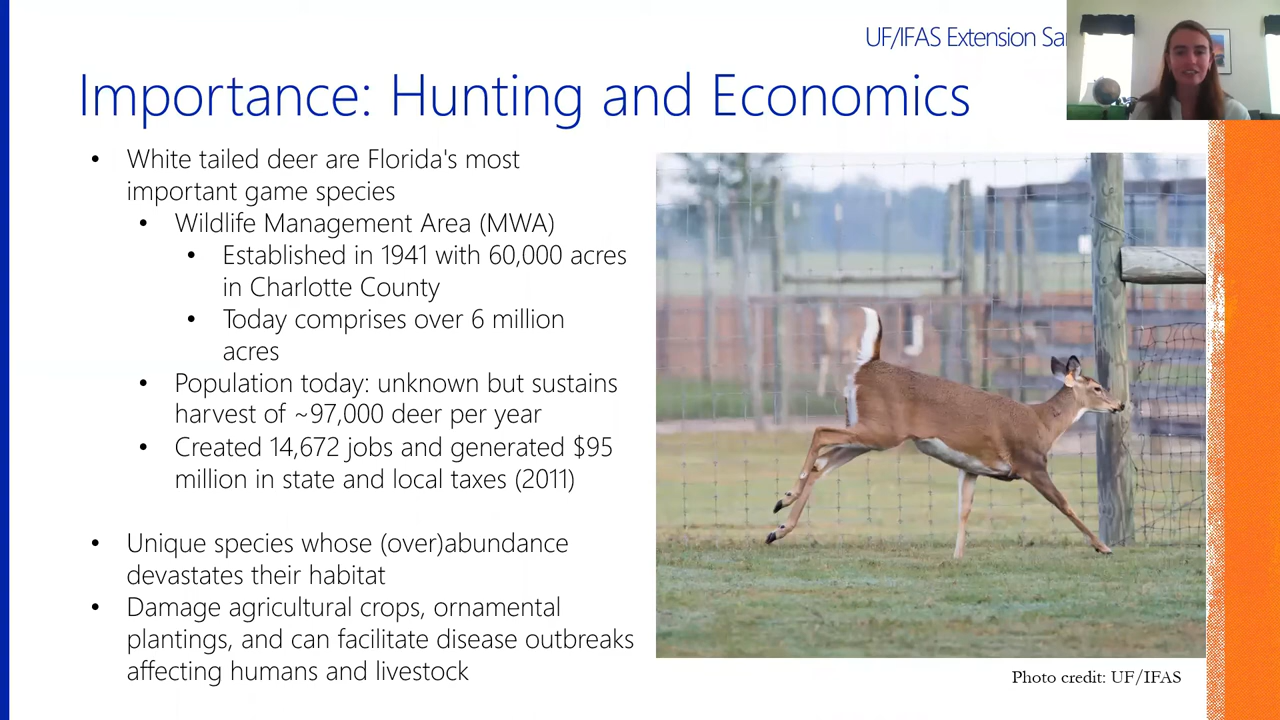 UF/IFAS Extension
Importance: Hunting and Economics
• White tailed deer are Florida's most
important game species
• Wildlife Management Area (MWA)
• Established in 1941 with 60,000 acres
in Charlotte County
• Today comprises over 6 million
acres
• Population today: unknown but sustains
harvest of ~97,000 deer per year
• Created 14,672 jobs and generated $95
million in state and local taxes (2011)
• Unique species whose (over)abundance
devastates their habitat
• Damage agricultural crops, ornamental
plantings, and can facilitate disease outbreaks
affecting humans and livestock
Photo credit: UF/IFAS